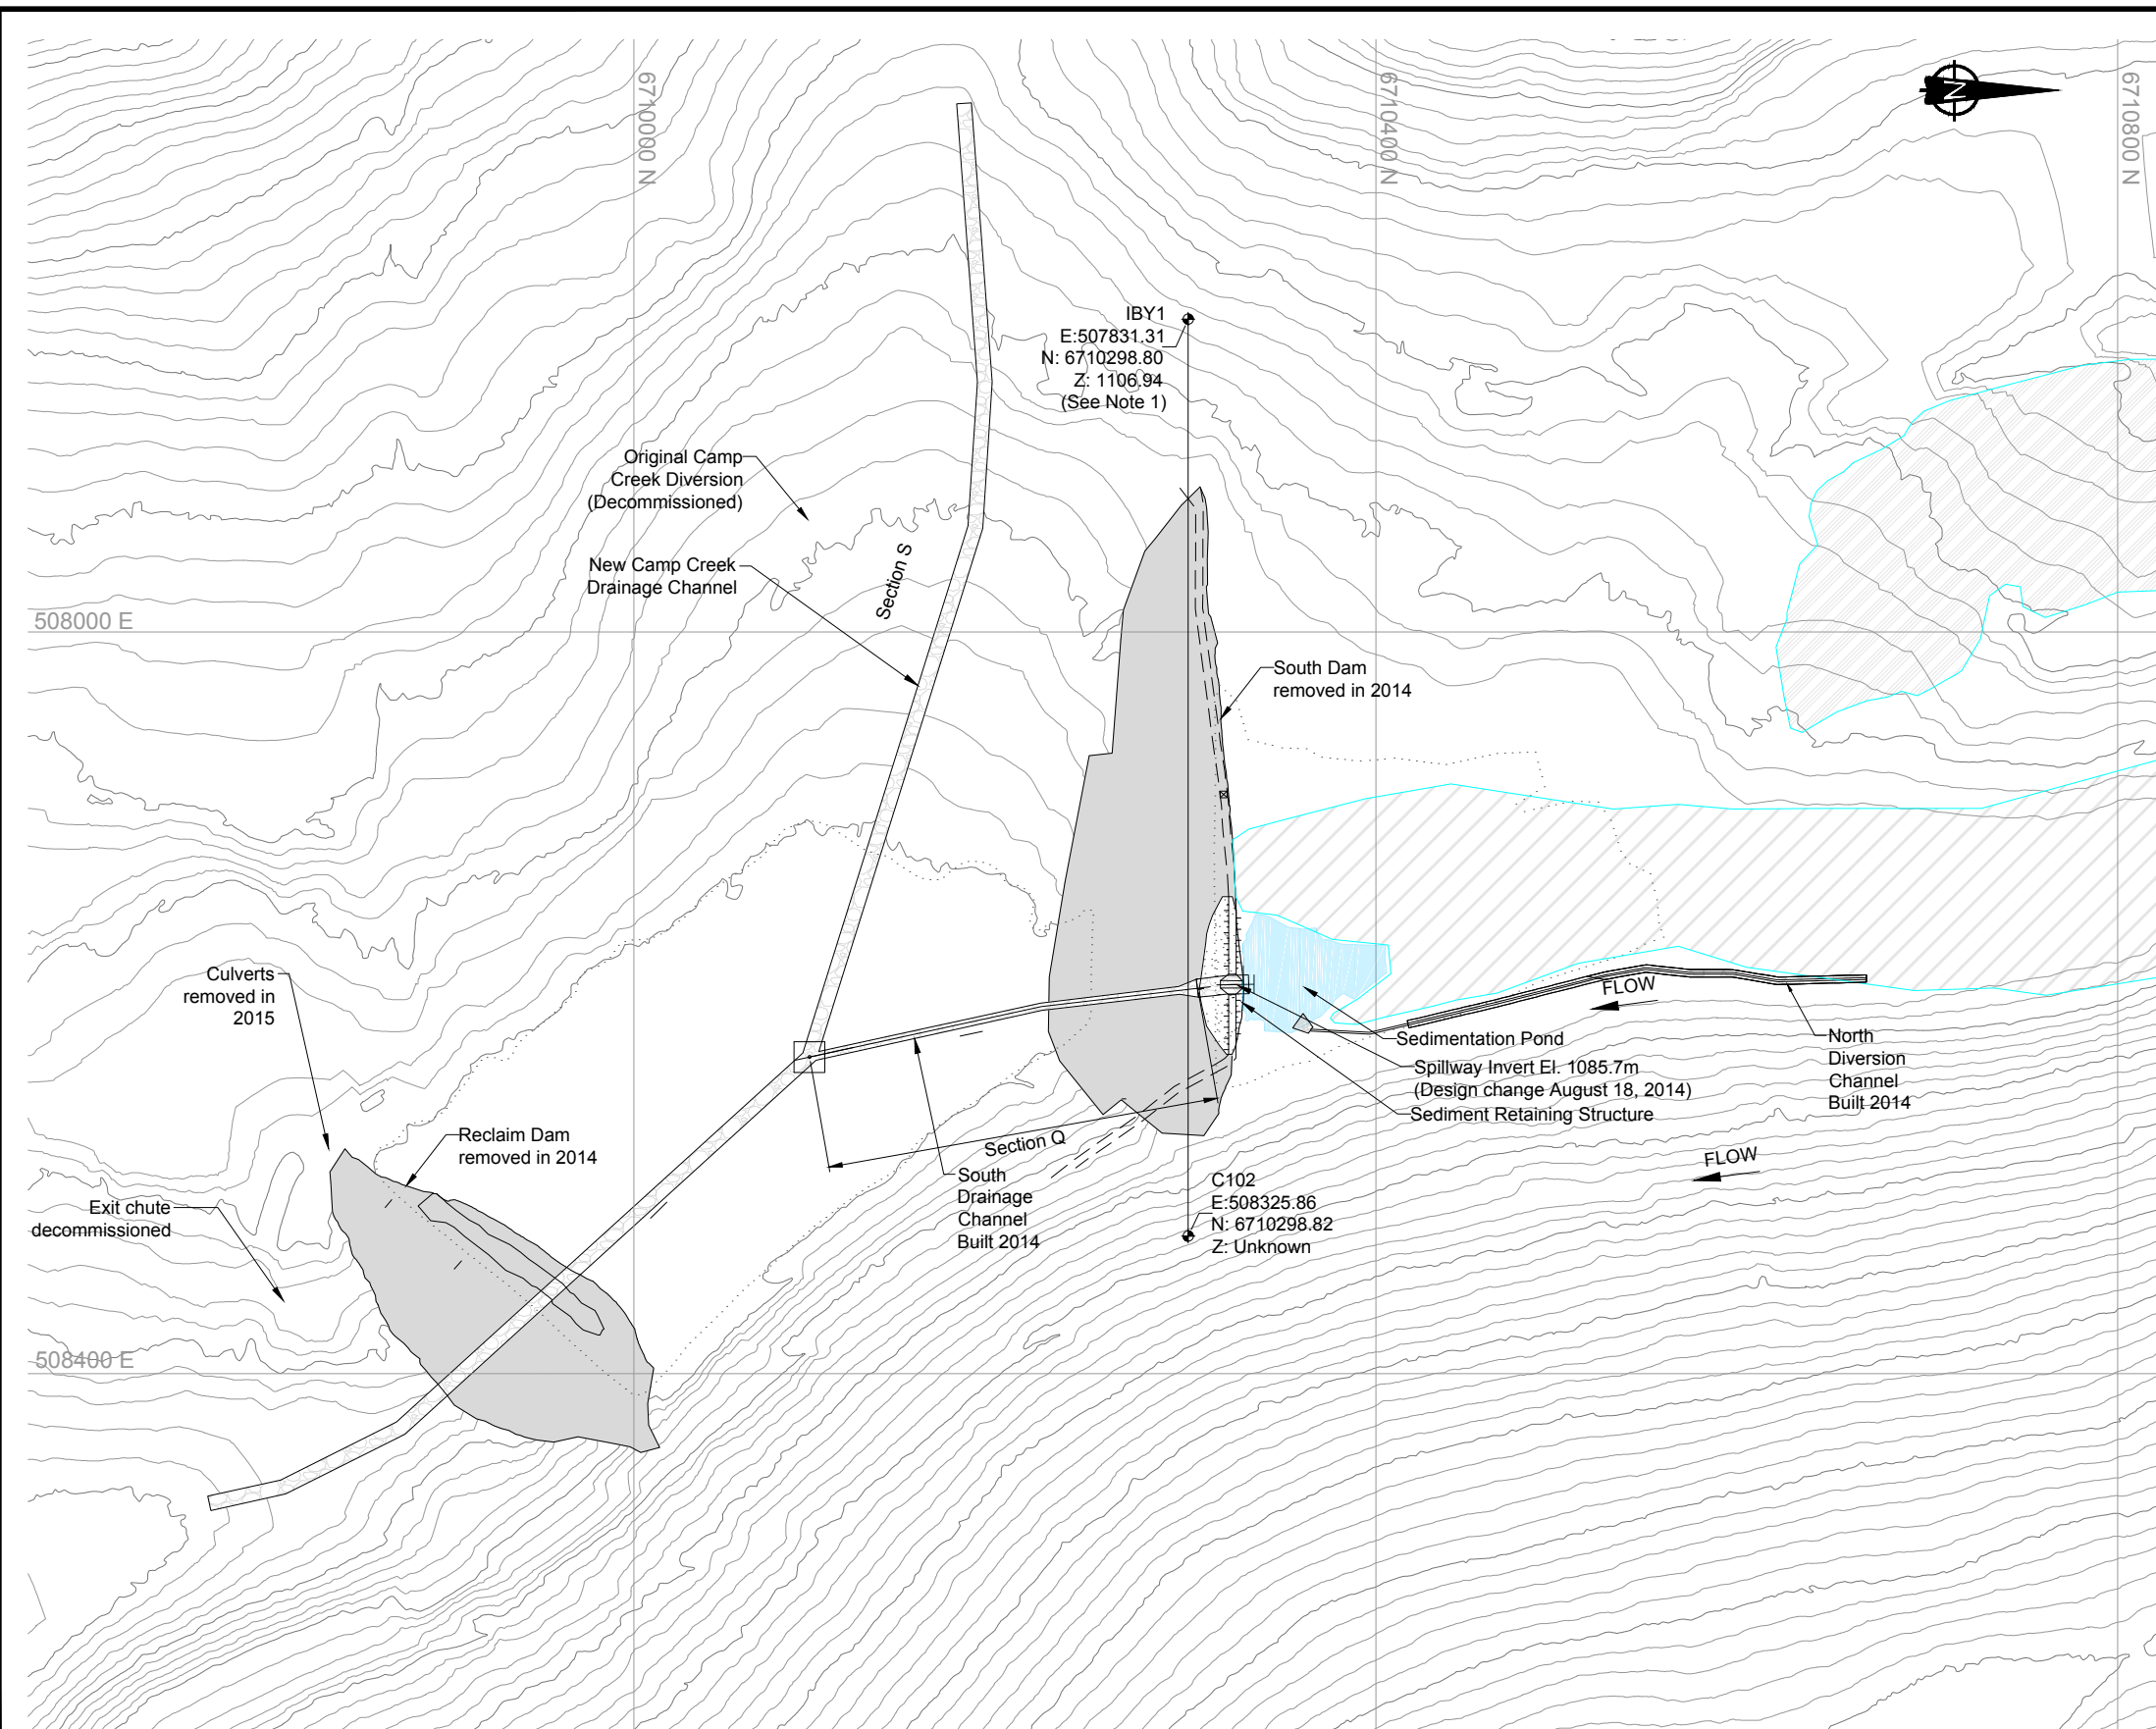 6710000 N
6710400 N
6710800 N
N
IBY1
E:507831.31
N: 6710298.80
Z: 1106.94
(See Note 1)
Original Camp
Creek Diversion
(Decommissioned)
New Camp Creek
Drainage Channel
Section S
508000 E
South Dam
removed in 2014
Culverts
removed in
2015
FLOW
Sedimentation Pond
Spillway Invert El. 1085.7m
(Design change August 18, 2014)
Sediment Retaining Structure
North
Diversion
Channel
Built 2014
Reclaim Dam
removed in 2014
Section Q
South
Drainage
Channel
Built 2014
FLOW
C102
E:508325.86
N: 6710298.82
Z: Unknown
Exit chute
decommissioned
508400 E